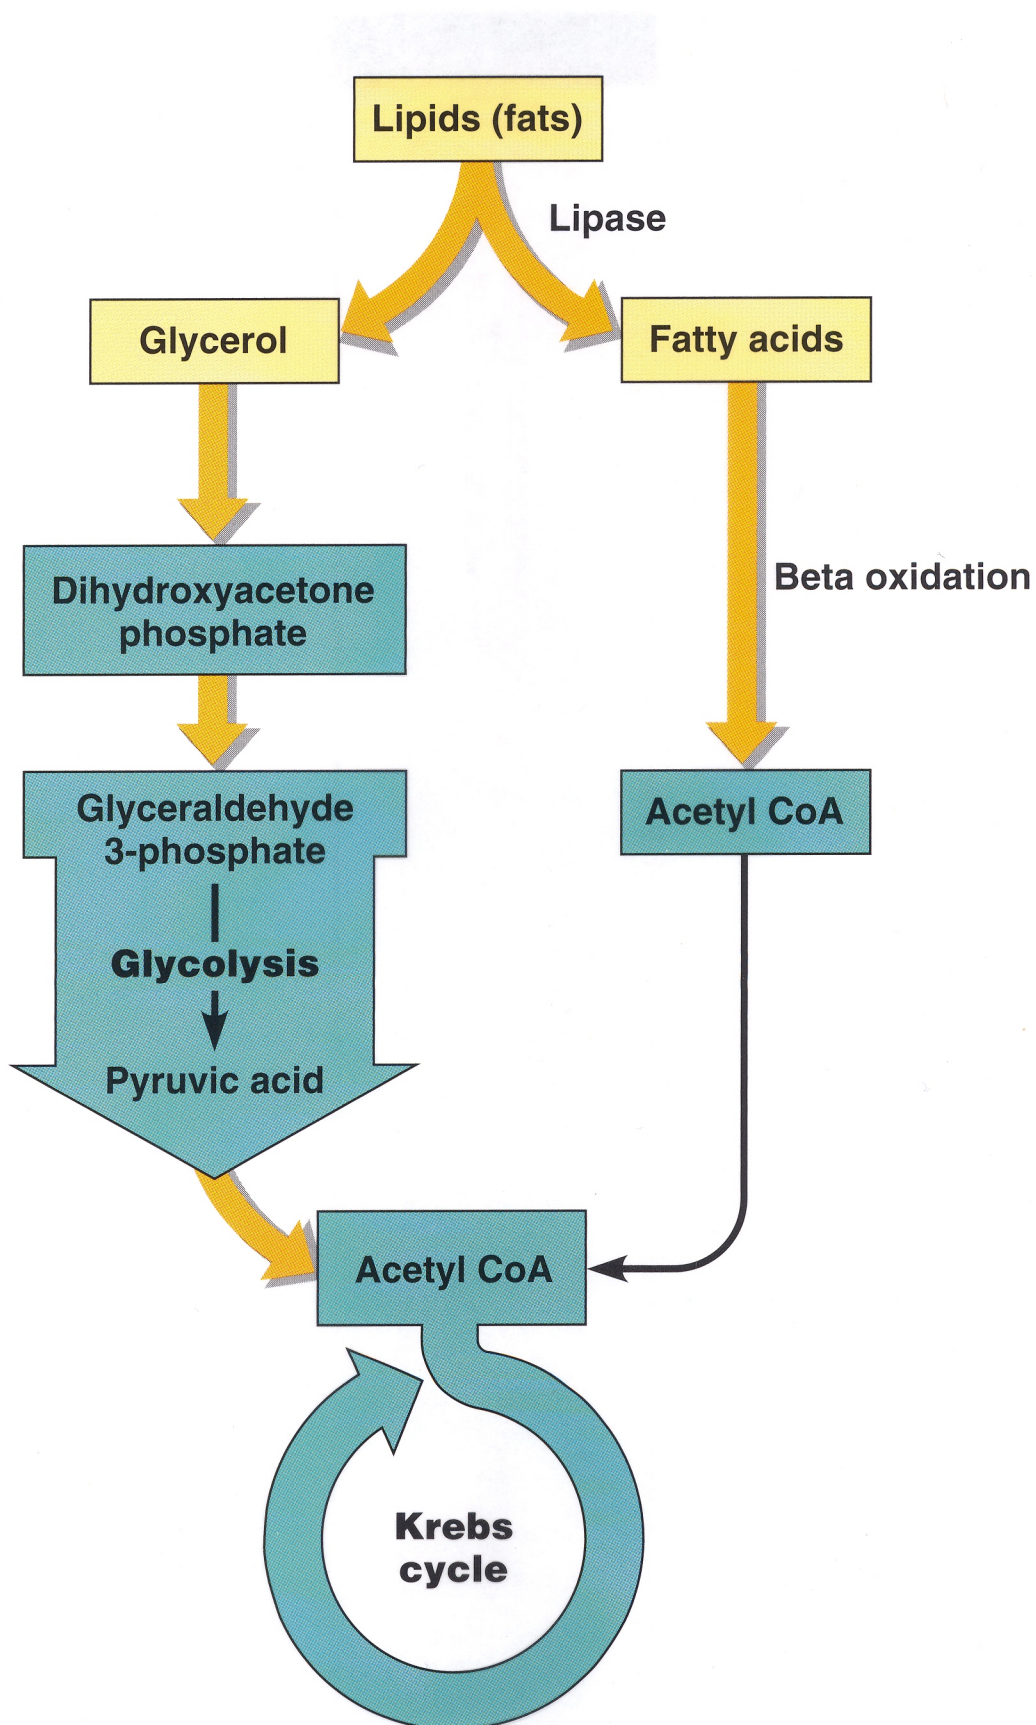 Lipids (fats)
Lipase
Glycerol
Fatty acids
Dihydroxyacetone
phosphate
Beta oxidation
Glyceraldehyde
3-phosphate
Acetyl CoA
Glycolysis
Pyruvic acid
Acetyl CoA
Krebs
cycle